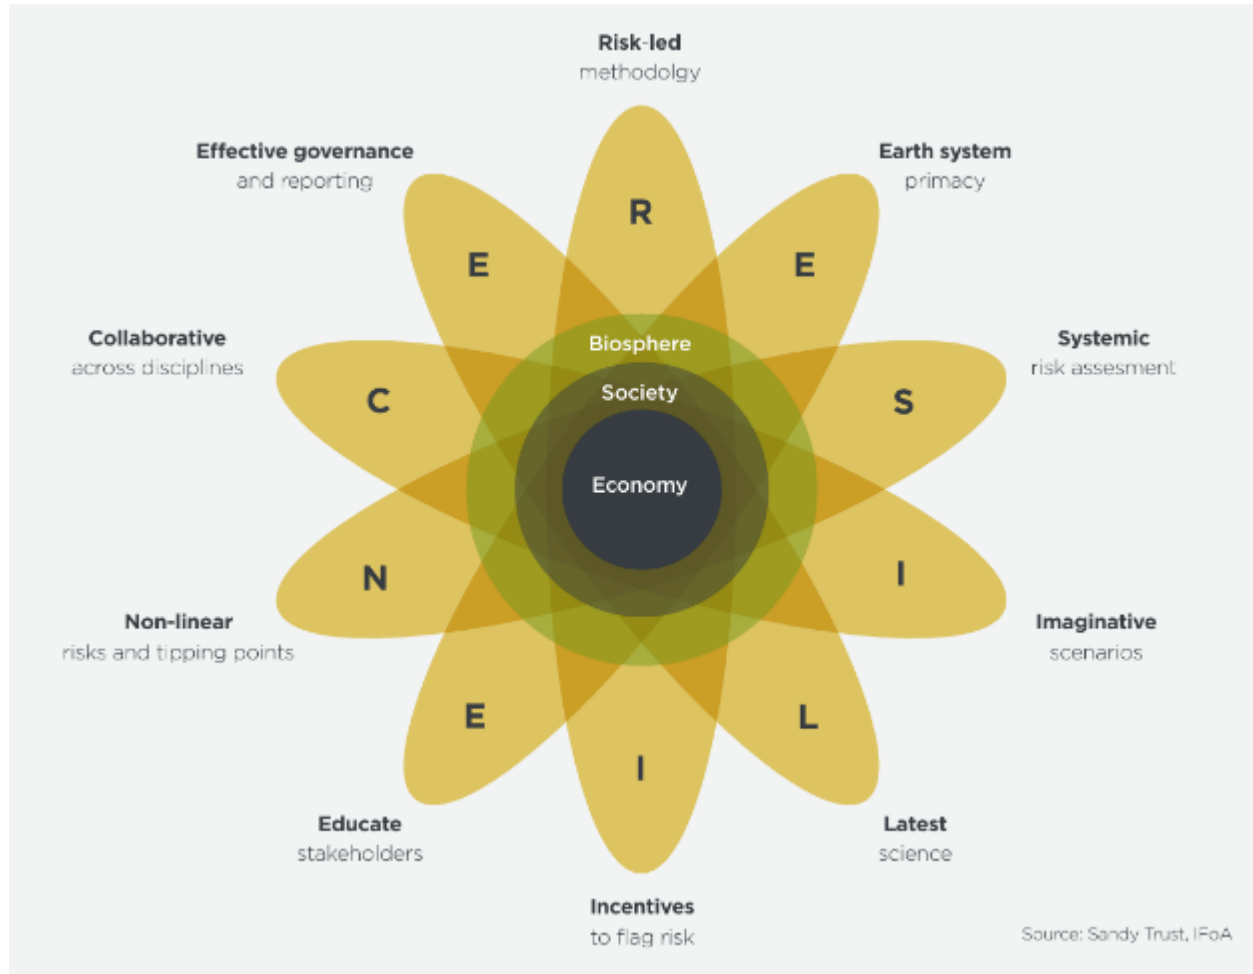 Risk-led
methodolgy
Effective governance
and reporting
Earth system
primacy
R
E
E
Collaborative
across disciplines
Biosphere
Systemic
risk assesment
Society
C
S
Economy
N
I
Non-linear
risks and tipping points
Imaginative
scenarios
E
L
I
Educate
stakeholders
Latest
science
Incentives
to flag risk
Source: Sandy Trust, IFoA